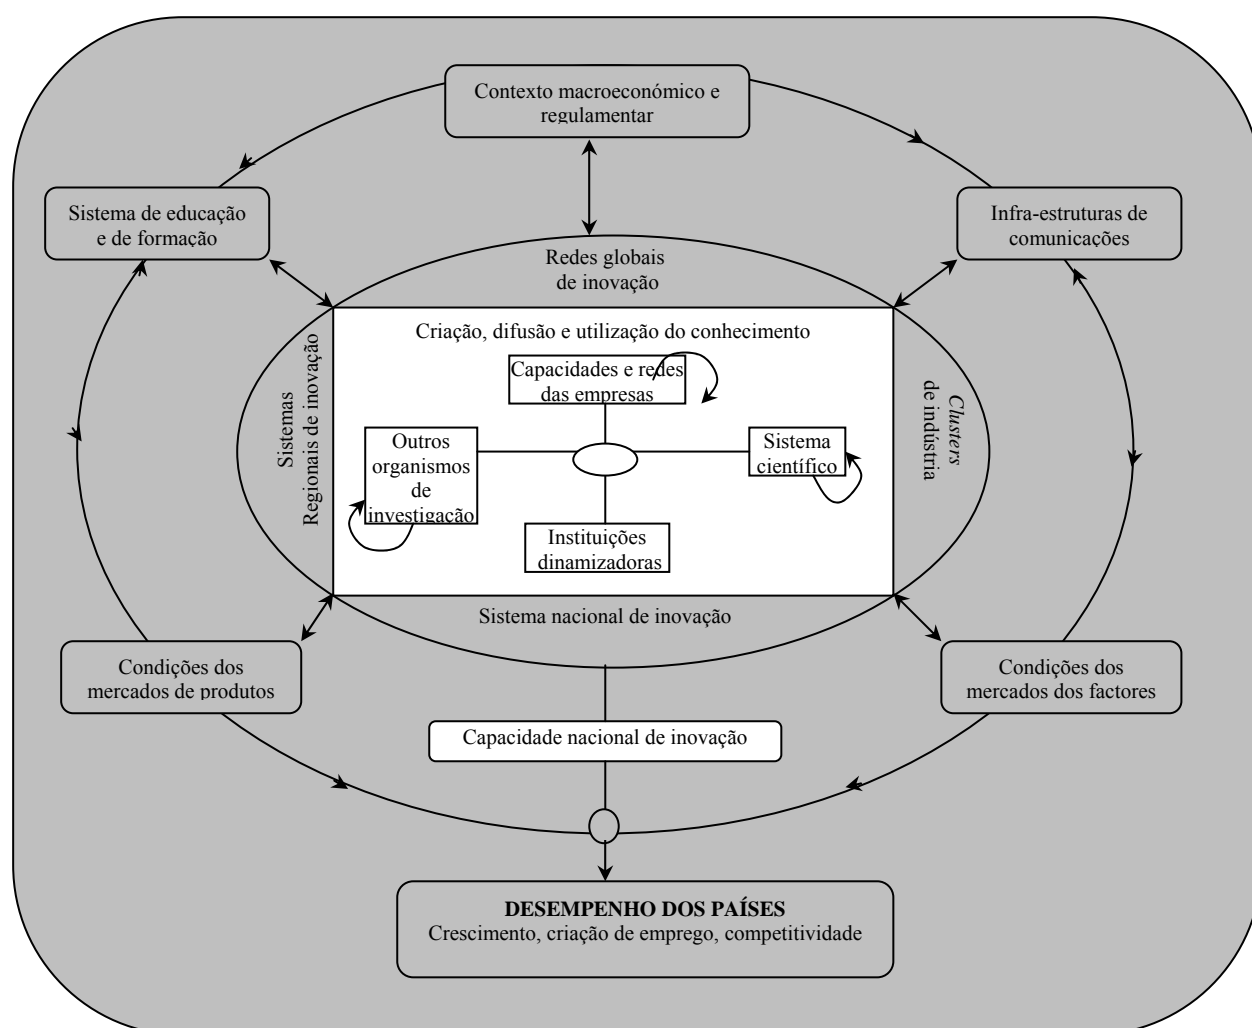 Contexto macroeconómico e
regulamentar
Sistema de educação
e de formação
Infra-estruturas de
comunicações
Redes globais
de inovação
Sistemas
Regionais de inovação
Criação, difusão e utilização do conhecimento
Capacidades e redes
das empresas
Outros
organismos
de
investigação
Sistema
científico
Instituições
dinamizadoras
Clusters
de indústria
Sistema nacional de inovação
Condições dos
mercados de produtos
Condições dos
mercados dos factores
Capacidade nacional de inovação
DESEMPENHO DOS PAÍSES
Crescimento, criação de emprego, competitividade